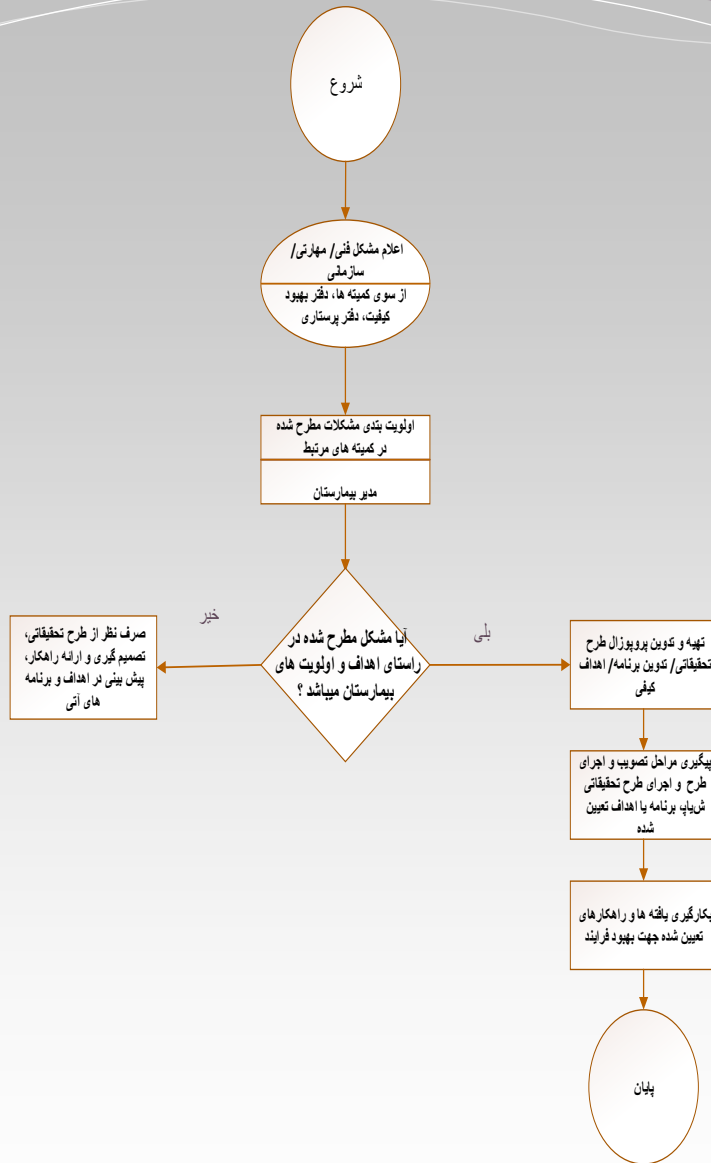 شروع
اعلام مشکل فنی/ مهارتی/
سازمانی
از سوی کمیته ها، دفتر بهبود
کیفیت، دفتر پرستاری
اولویت بندی مشکلات مطرح شده
در کمیته های مرتبط
مدیر بیمارستان
آیا مشکل مطرح شده در
راستای اهداف و اولویت های
بیمارستان میباشد ؟
بلی
خیر
تهیه و تدوین پروپوزال طرح
تحقیقاتی/ تدوین برنامه/ اهداف
کیفی
پیگیری مراحل تصویب و اجرای
طرح و اجرای طرح تحقیقاتی
برنامه یا اهداف تعیین
شده
بکارگیری یافته ها و راهکارهای
تعیین شده جهت بهبود فرایند
پایان
صرف نظر از طرح تحقیقاتی،
تصمیم گیری و ارائه راهکار،
پیش بینی در اهداف و برنامه
های آتی